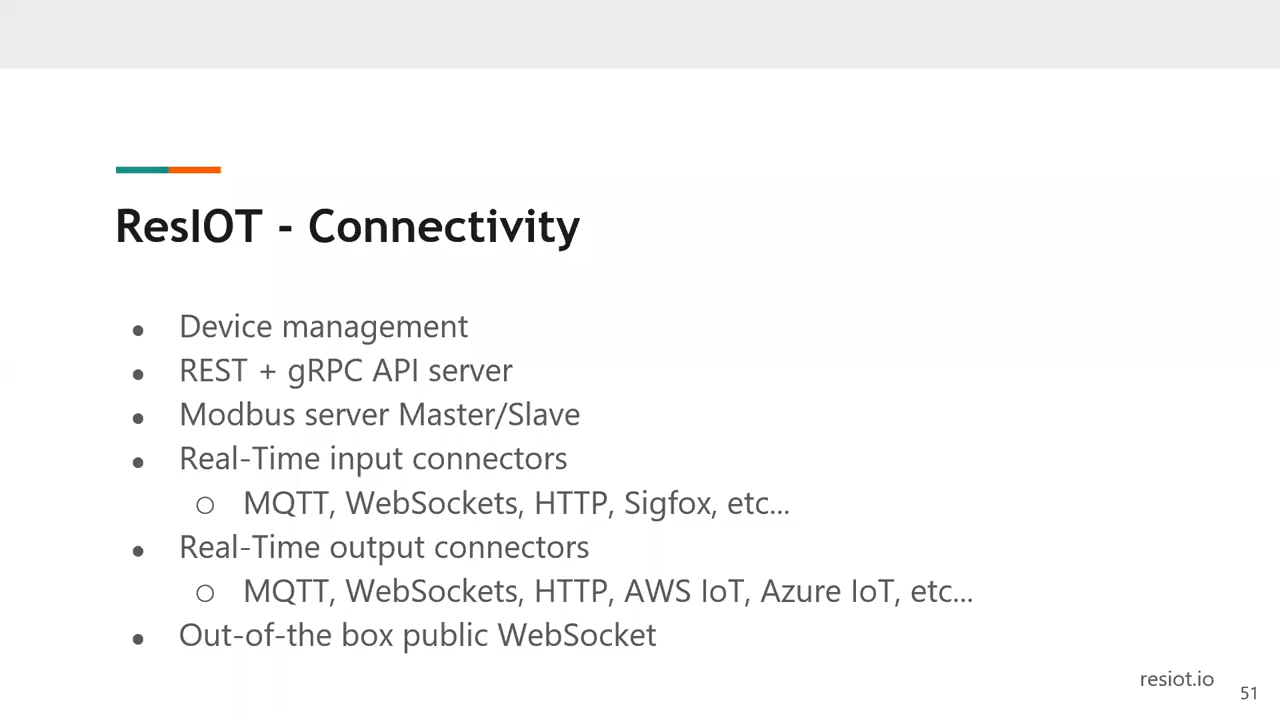 ResIOT - Connectivity
● Device management
● REST + gRPC API server
● Modbus server Master/Slave
● Real-Time input connectors
○ MQTT, WebSockets, HTTP, Sigfox, etc...
● Real-Time output connectors
○ MQTT, WebSockets, HTTP, AWS IoT, Azure IoT, etc...
● Out-of-the box public WebSocket
resiot.io
51